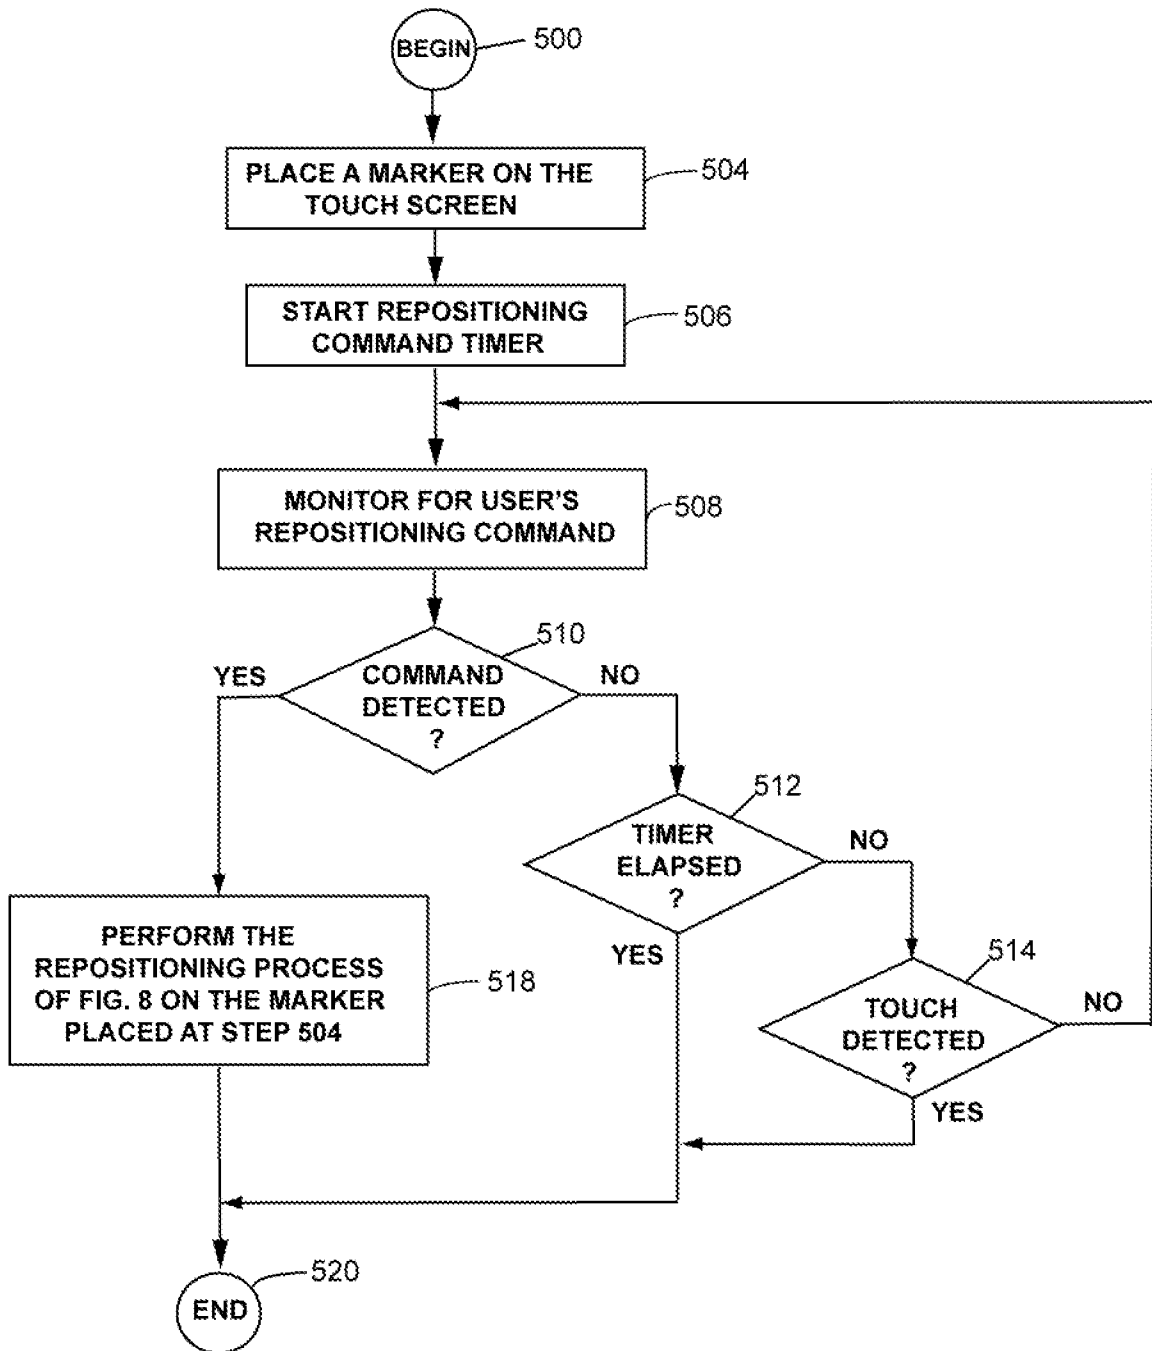 BEGIN
500
PLACE A MARKER ON THE
TOUCH SCREEN
504
START REPOSITIONING
COMMAND TIMER
506
MONITOR FOR USER'S
REPOSITIONING COMMAND
508
510
YES
COMMAND
DETECTED
?
NO
512
TIMER
ELAPSED
?
NO
YES
PERFORM THE
REPOSITIONING PROCESS
OF FIG. 8 ON THE MARKER
PLACED AT STEP 504
518
514
TOUCH
DETECTED
?
NO
YES
520
END